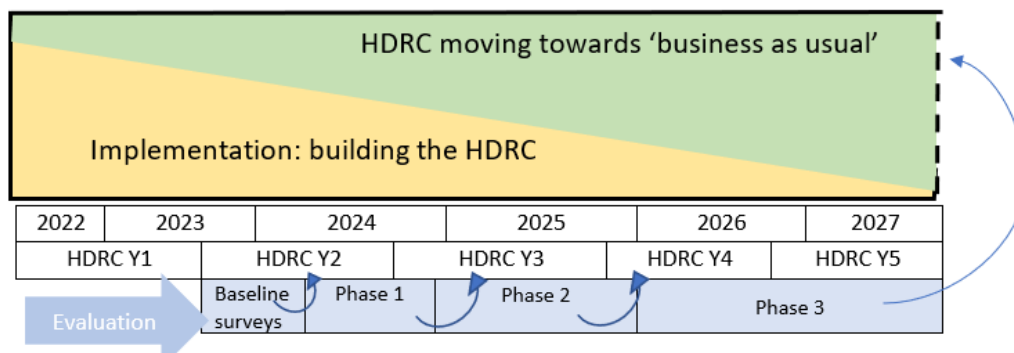 HDRC moving towards ‘business as usual’
Implementation: building the HDRC
2022 2023 2024 2025 2026 2027
HDRC Y1 HDRC Y2 HDRC Y3 HDRC Y4 HDRC Y5
Evaluation
Baseline
surveys
Phase 1
Phase 2
Phase 3